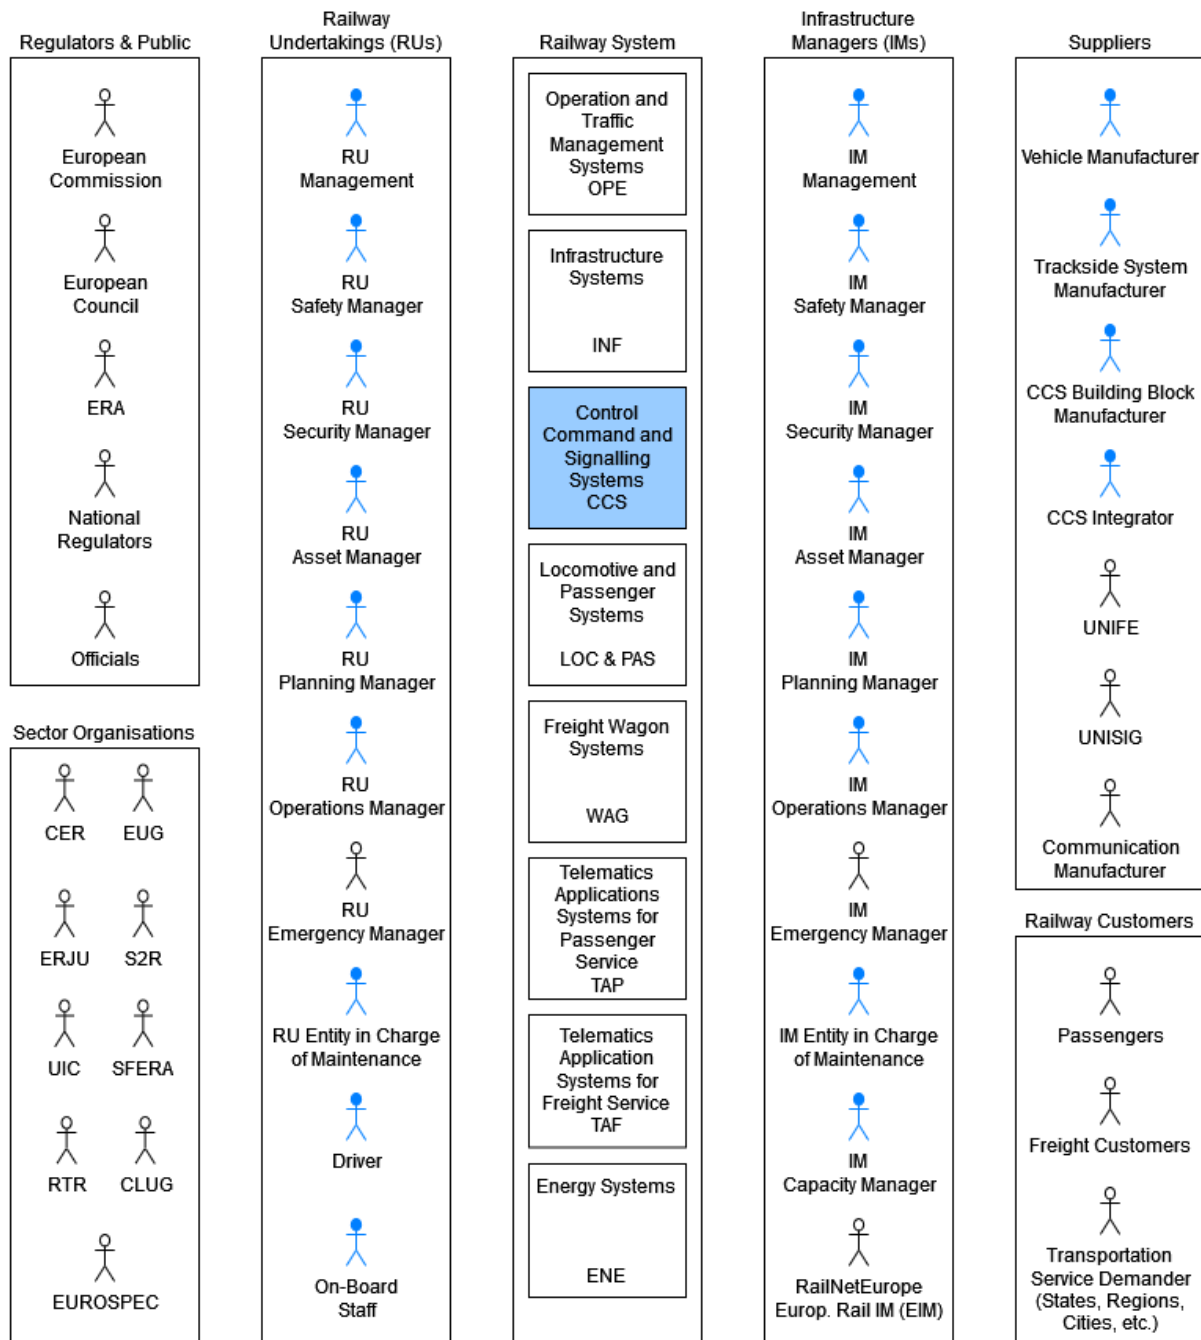 Regulators & Public
European
Commission
European
Council
ERA
National
Regulators
Officials
Sector Organisations
CER
EUG
ERJU
S2R
UIC
SFERA
RTR
CLUG
EUROSPEC
Railway
Undertakings (RUs)
RU
Management
RU
Safety Manager
RU
Security Manager
RU
Asset Manager
RU
Planning Manager
RU
Operations Manager
RU
Emergency Manager
RU Entity in Charge
of Maintenance
Driver
On-Board
Staff
Railway System
Operation and
Traffic
Management
Systems
OPE
Infrastructure
Systems
INF
Control
Command and
Signalling
Systems
CCS
Locomotive and
Passenger
Systems
LOC & PAS
Freight Wagon
Systems
WAG
Telematics
Applications
Systems for
Passenger
Service
TAP
Telematics
Application
Systems for
Freight Service
TAF
Energy Systems
ENE
Infrastructure
Managers (IMs)
IM
Management
IM
Safety Manager
IM
Security Manager
IM
Asset Manager
IM
Planning Manager
IM
Operations Manager
IM
Emergency Manager
IM Entity in Charge
of Maintenance
IM
Capacity Manager
RailNetEurope
Europ. Rail IM (EIM)
Suppliers
Vehicle Manufacturer
Trackside System
Manufacturer
CCS Building Block
Manufacturer
CCS Integrator
UNIFE
UNISIG
Communication
Manufacturer
Railway Customers
Passengers
Freight Customers
Transportation
Service Demander
(States, Regions,
Cities, etc.)